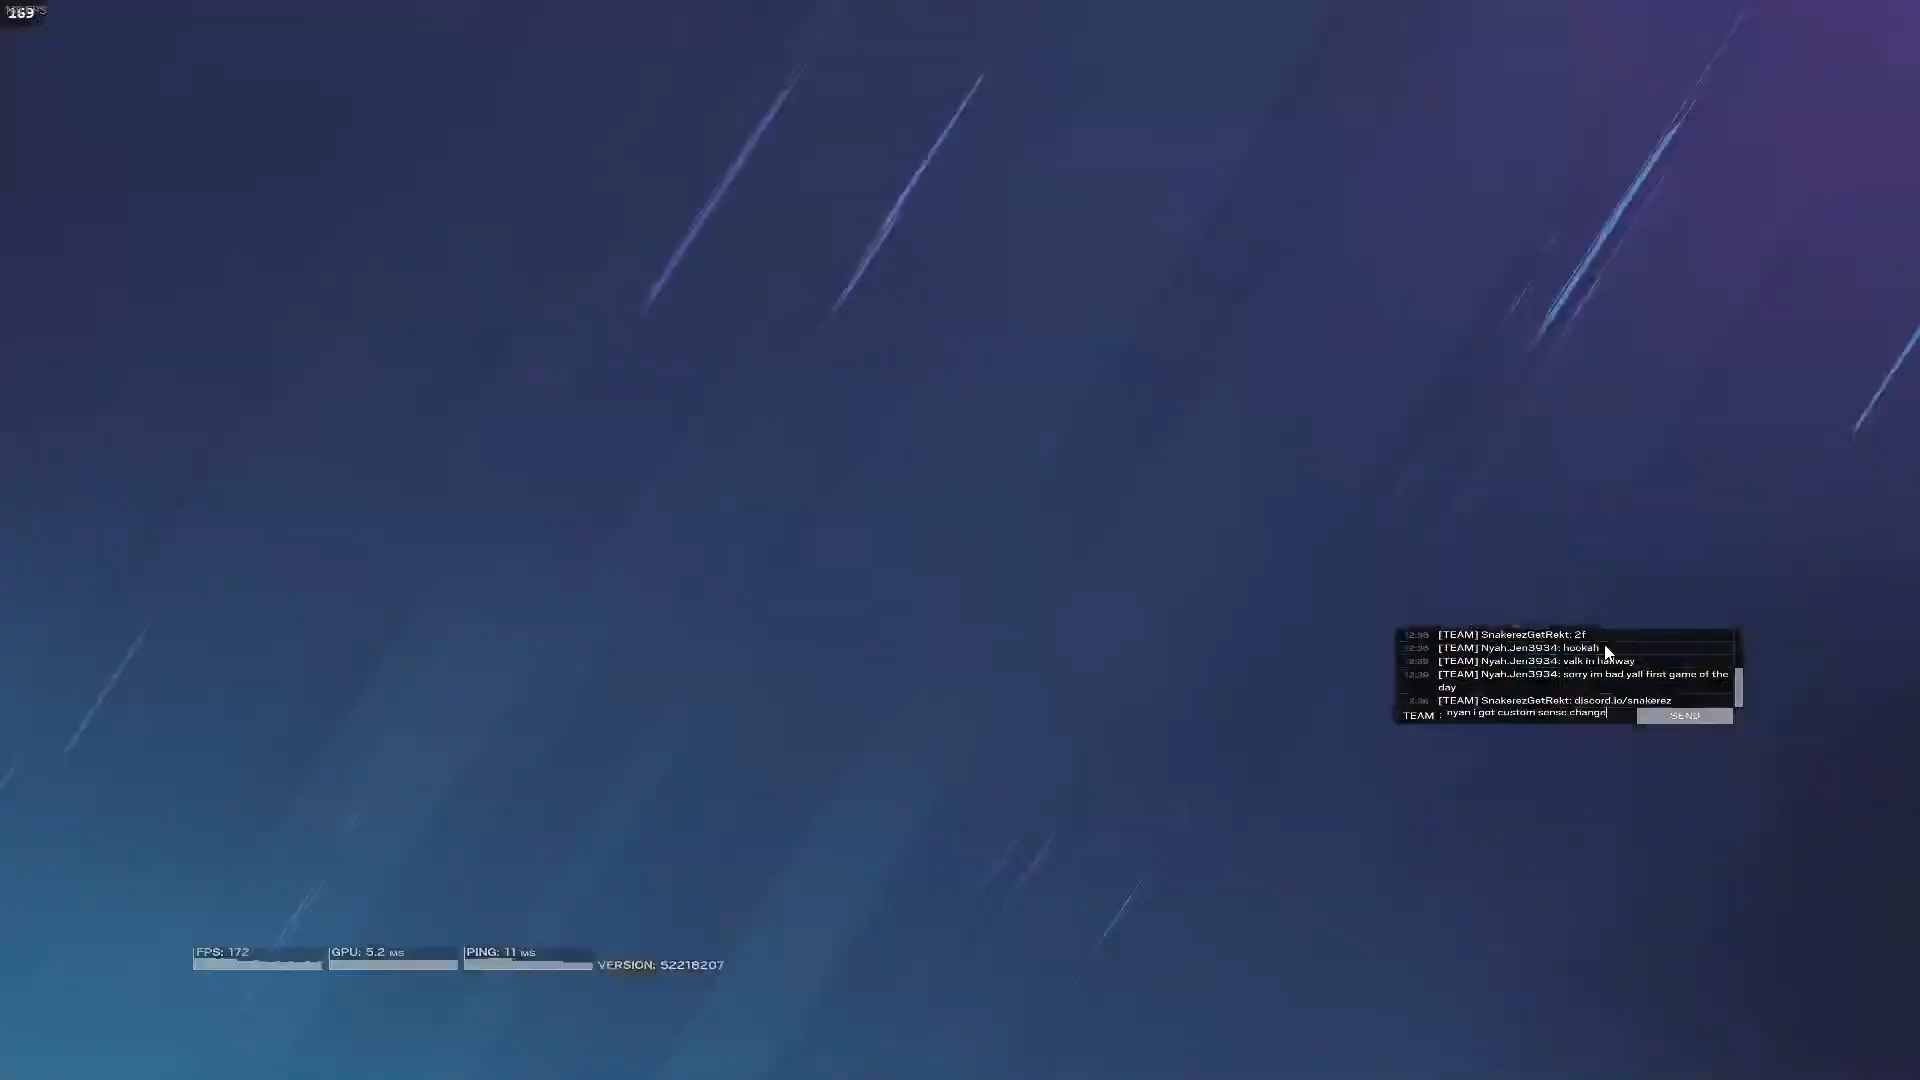 169
[TEAM] SnakerezGetRekt: 2f
[TEAM] Nyah.Jen3934: hookah
[TEAM] Nyah.Jen3934: valk in hallway
[TEAM] Nyah.Jen3934: sorry im bad yall first game of the
day
[TEAM] SnakerezGetRekt: discord.io/snakerez
TEAM : nyah i got custom sense change SEND
FPS: 172 GPU: 5.2 MS PING: 11 MS VERSION: 52218207